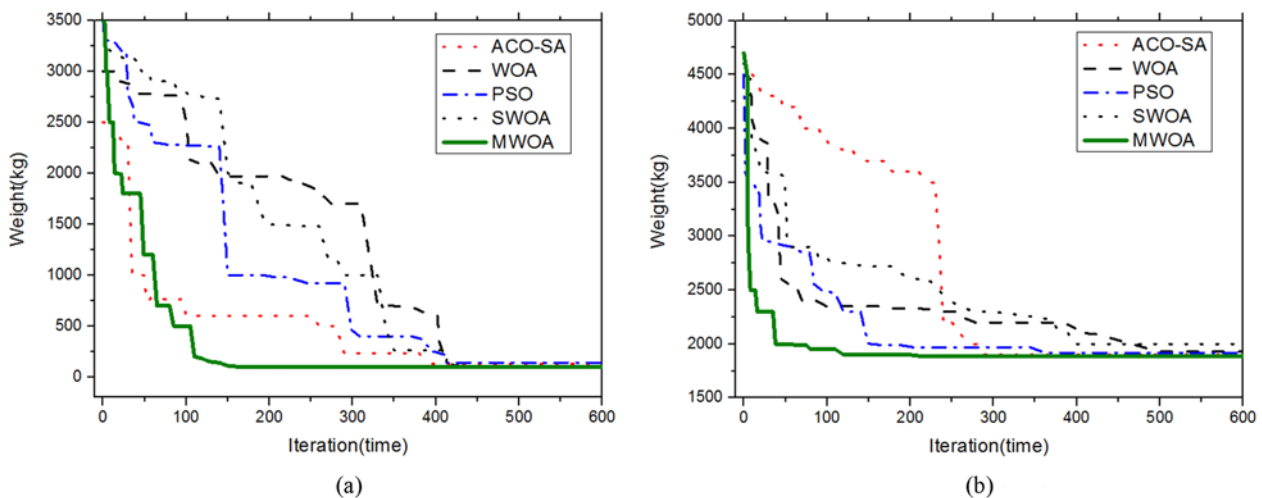 3500
3000
2500
2000
1500
1000
500
0
Weight(kg)
0 100 200 300 400 500 600
Iteration(time)
ACO-SA
WOA
PSO
SWOA
MWOA
(a)
5000
4500
4000
3500
3000
2500
2000
1500
Weight(kg)
0 100 200 300 400 500 600
Iteration(time)
ACO-SA
WOA
PSO
SWOA
MWOA
(b)